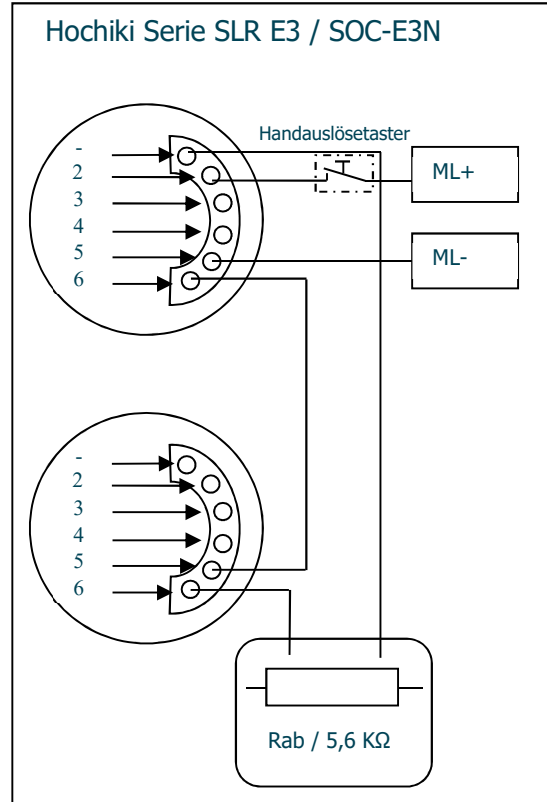 Hochiki Serie SLR E3 / SOC-E3N
Handauslösetaster
-
2
3
4
5
6
ML+
ML-
-
2
3
4
5
6
Rab / 5,6 KΩ